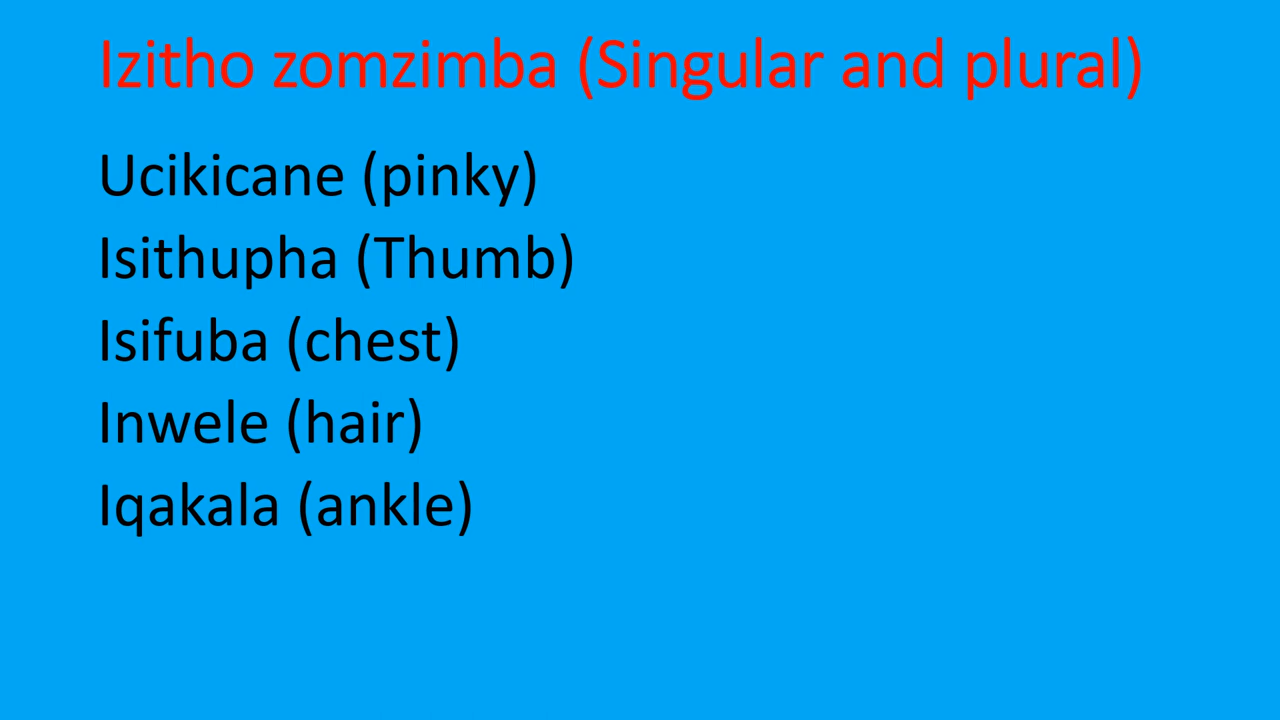 Izitho zomzimba (Singular and plural)
Ucikicane (pinky)
Isithupha (Thumb)
Isifuba (chest)
Inwele (hair)
Iqakala (ankle)